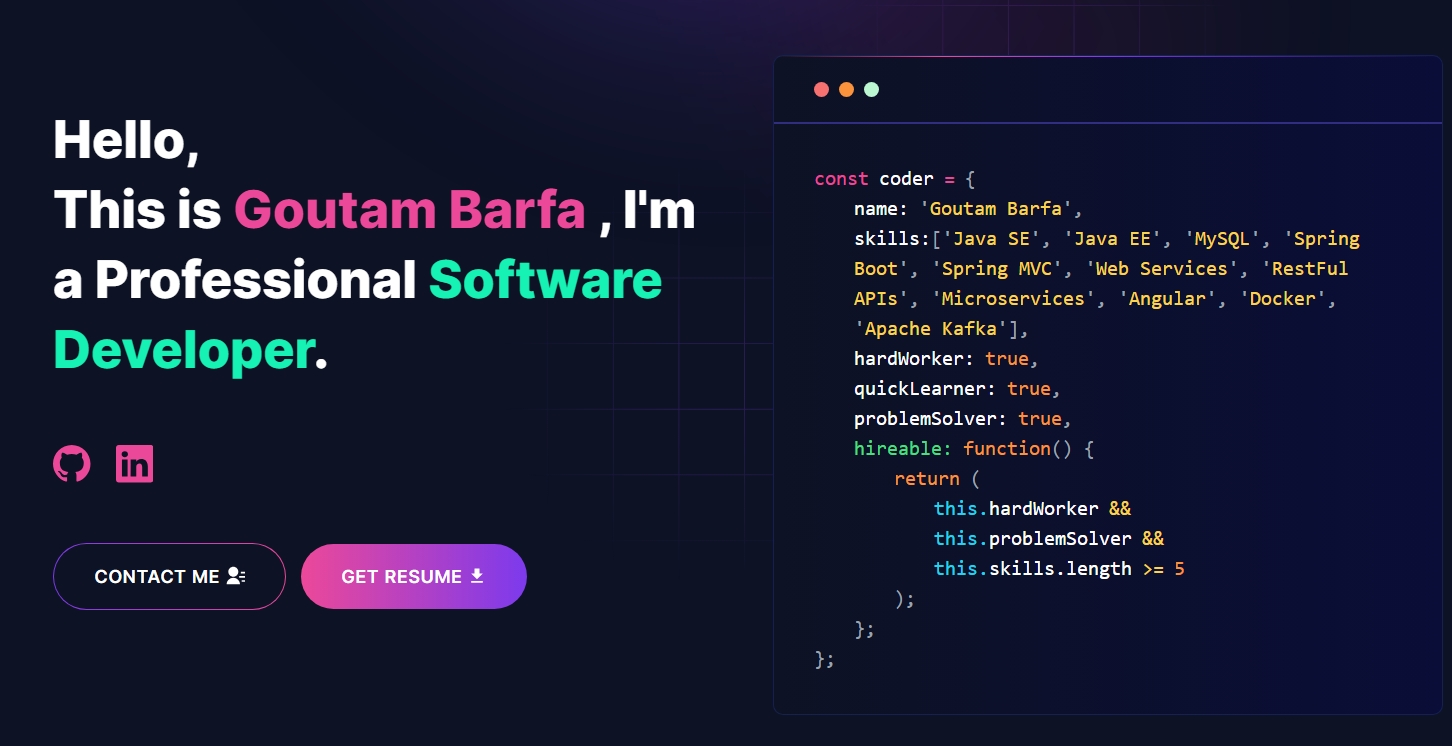 Hello,
This is Goutam Barfa , I'm
a Professional Software
Developer.
in
CONTACT ME
GET RESUME
const coder = {
name: 'Goutam Barfa',
skills:['Java SE', 'Java EE', 'MySQL', 'Spring
Boot', 'Spring MVC', 'Web Services', 'RestFul
APIs', 'Microservices', 'Angular', 'Docker',
'Apache Kafka'],
hardWorker: true,
quickLearner: true,
problemSolver: true,
hireable: function() {
return (
this.hardWorker &&
this.problemSolver &&
this.skills.length >= 5
);
};
};